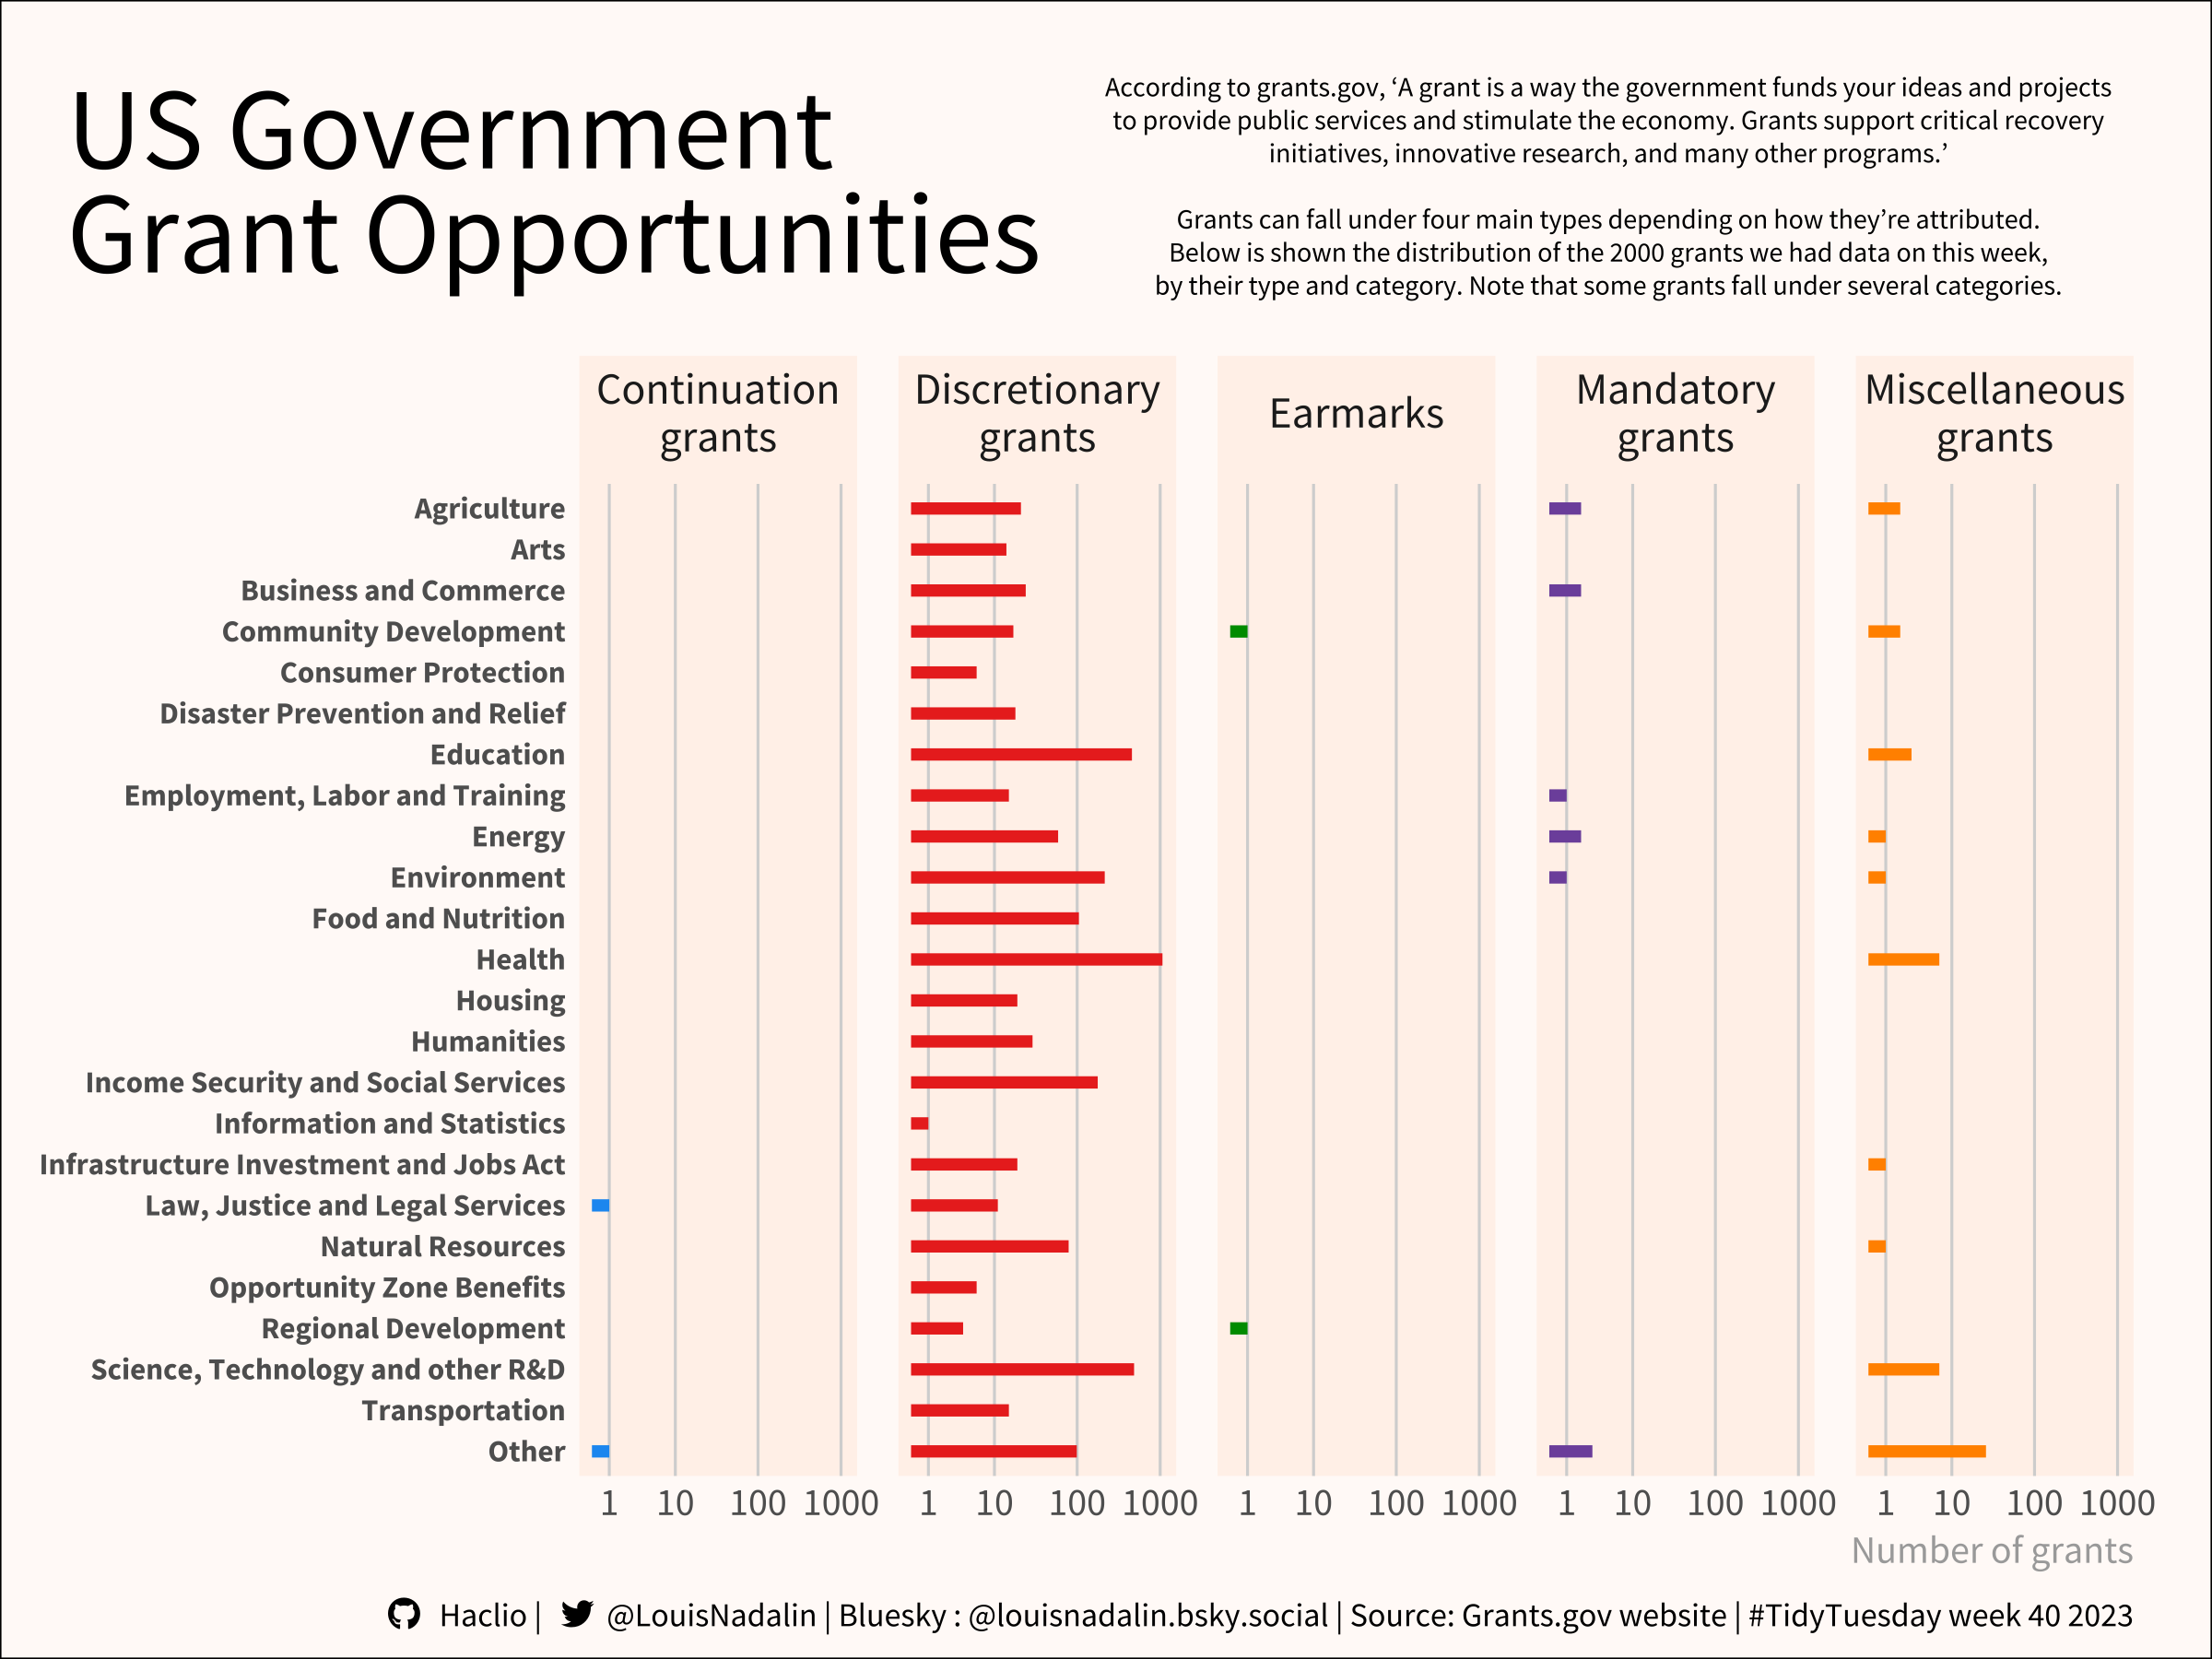 US Government
Grant Opportunities
According to grants.gov, ‘A grant is a way the government funds your ideas and projects
to provide public services and stimulate the economy. Grants support critical recovery
initiatives, innovative research, and many other programs.’
Grants can fall under four main types depending on how they’re attributed.
Below is shown the distribution of the 2000 grants we had data on this week,
by their type and category. Note that some grants fall under several categories.
Continuation
grants
Discretionary
grants
Earmarks
Mandatory
grants
Miscellaneous
grants
Agriculture
Arts
Business and Commerce
Community Development
Consumer Protection
Disaster Prevention and Relief
Education
Employment, Labor and Training
Energy
Environment
Food and Nutrition
Health
Housing
Humanities
Income Security and Social Services
Information and Statistics
Infrastructure Investment and Jobs Act
Law, Justice and Legal Services
Natural Resources
Opportunity Zone Benefits
Regional Development
Science, Technology and other R&D
Transportation
Other
1 10 100 1000 1 10 100 1000 1 10 100 1000 1 10 100 1000 1 10 100 1000
Number of grants
Haclio | @LouisNadalin | Bluesky : @louisnadalin.bsky.social | Source: Grants.gov website | #TidyTuesday week 40 2023